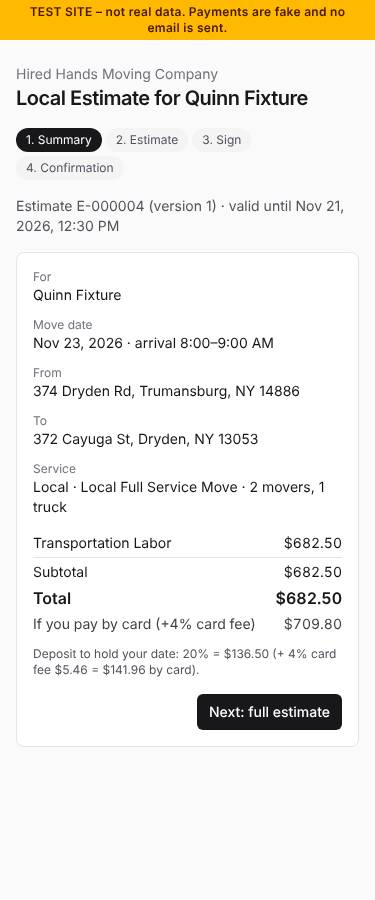 TEST SITE – not real data. Payments are fake and no
email is sent.
Hired Hands Moving Company
Local Estimate for Quinn Fixture
1. Summary
2. Estimate
3. Sign
4. Confirmation
Estimate E-000004 (version 1) · valid until Nov 21,
2026, 12:30 PM
For
Quinn Fixture
Move date
Nov 23, 2026 · arrival 8:00–9:00 AM
From
374 Dryden Rd, Trumansburg, NY 14886
To
372 Cayuga St, Dryden, NY 13053
Service
Local · Local Full Service Move · 2 movers, 1
truck
Transportation Labor $682.50
Subtotal $682.50
Total $682.50
If you pay by card (+4% card fee) $709.80
Deposit to hold your date: 20% = $136.50 (+ 4% card
fee $5.46 = $141.96 by card).
Next: full estimate